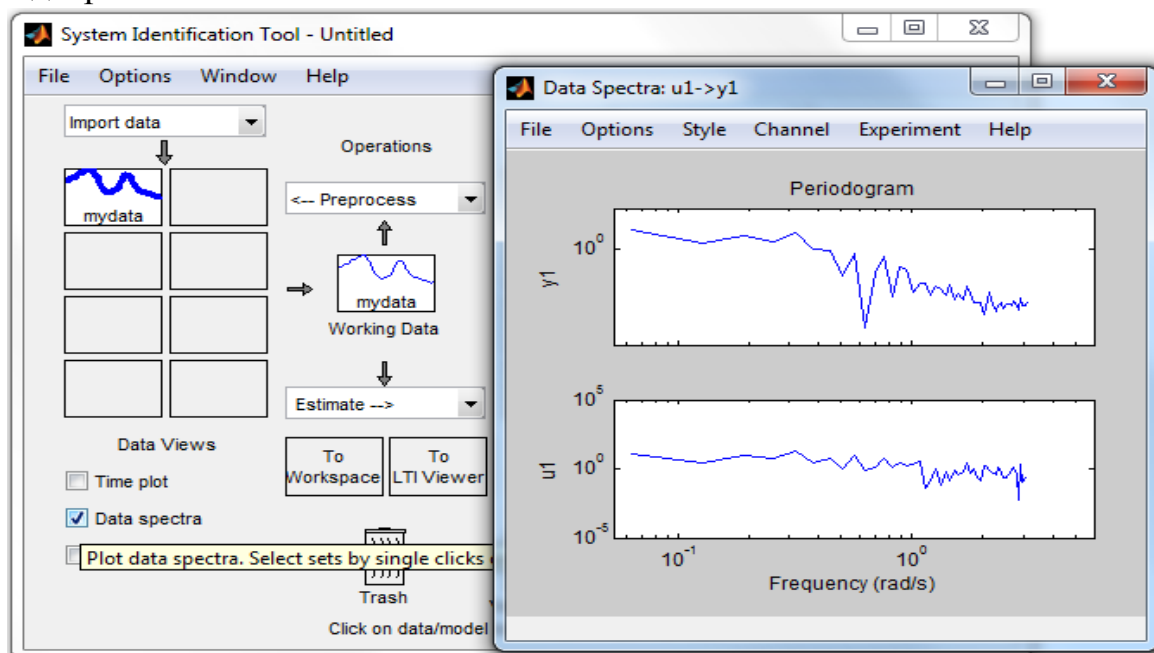 System Identification Tool - Untitled
File Options Window Help
Import data
Operations
mydata
<-- Preprocess
mydata
Working Data
Estimate -->
Data Views
To Workspace
To LTI Viewer
Time plot
Data spectra
Plot data spectra. Select sets by single clicks
Trash
Click on data/model
Data Spectra: u1->y1
File Options Style Channel Experiment Help
Periodogram
10^0
y1
10^5
10^0
u1
10^-5
10^-1 10^0
Frequency (rad/s)